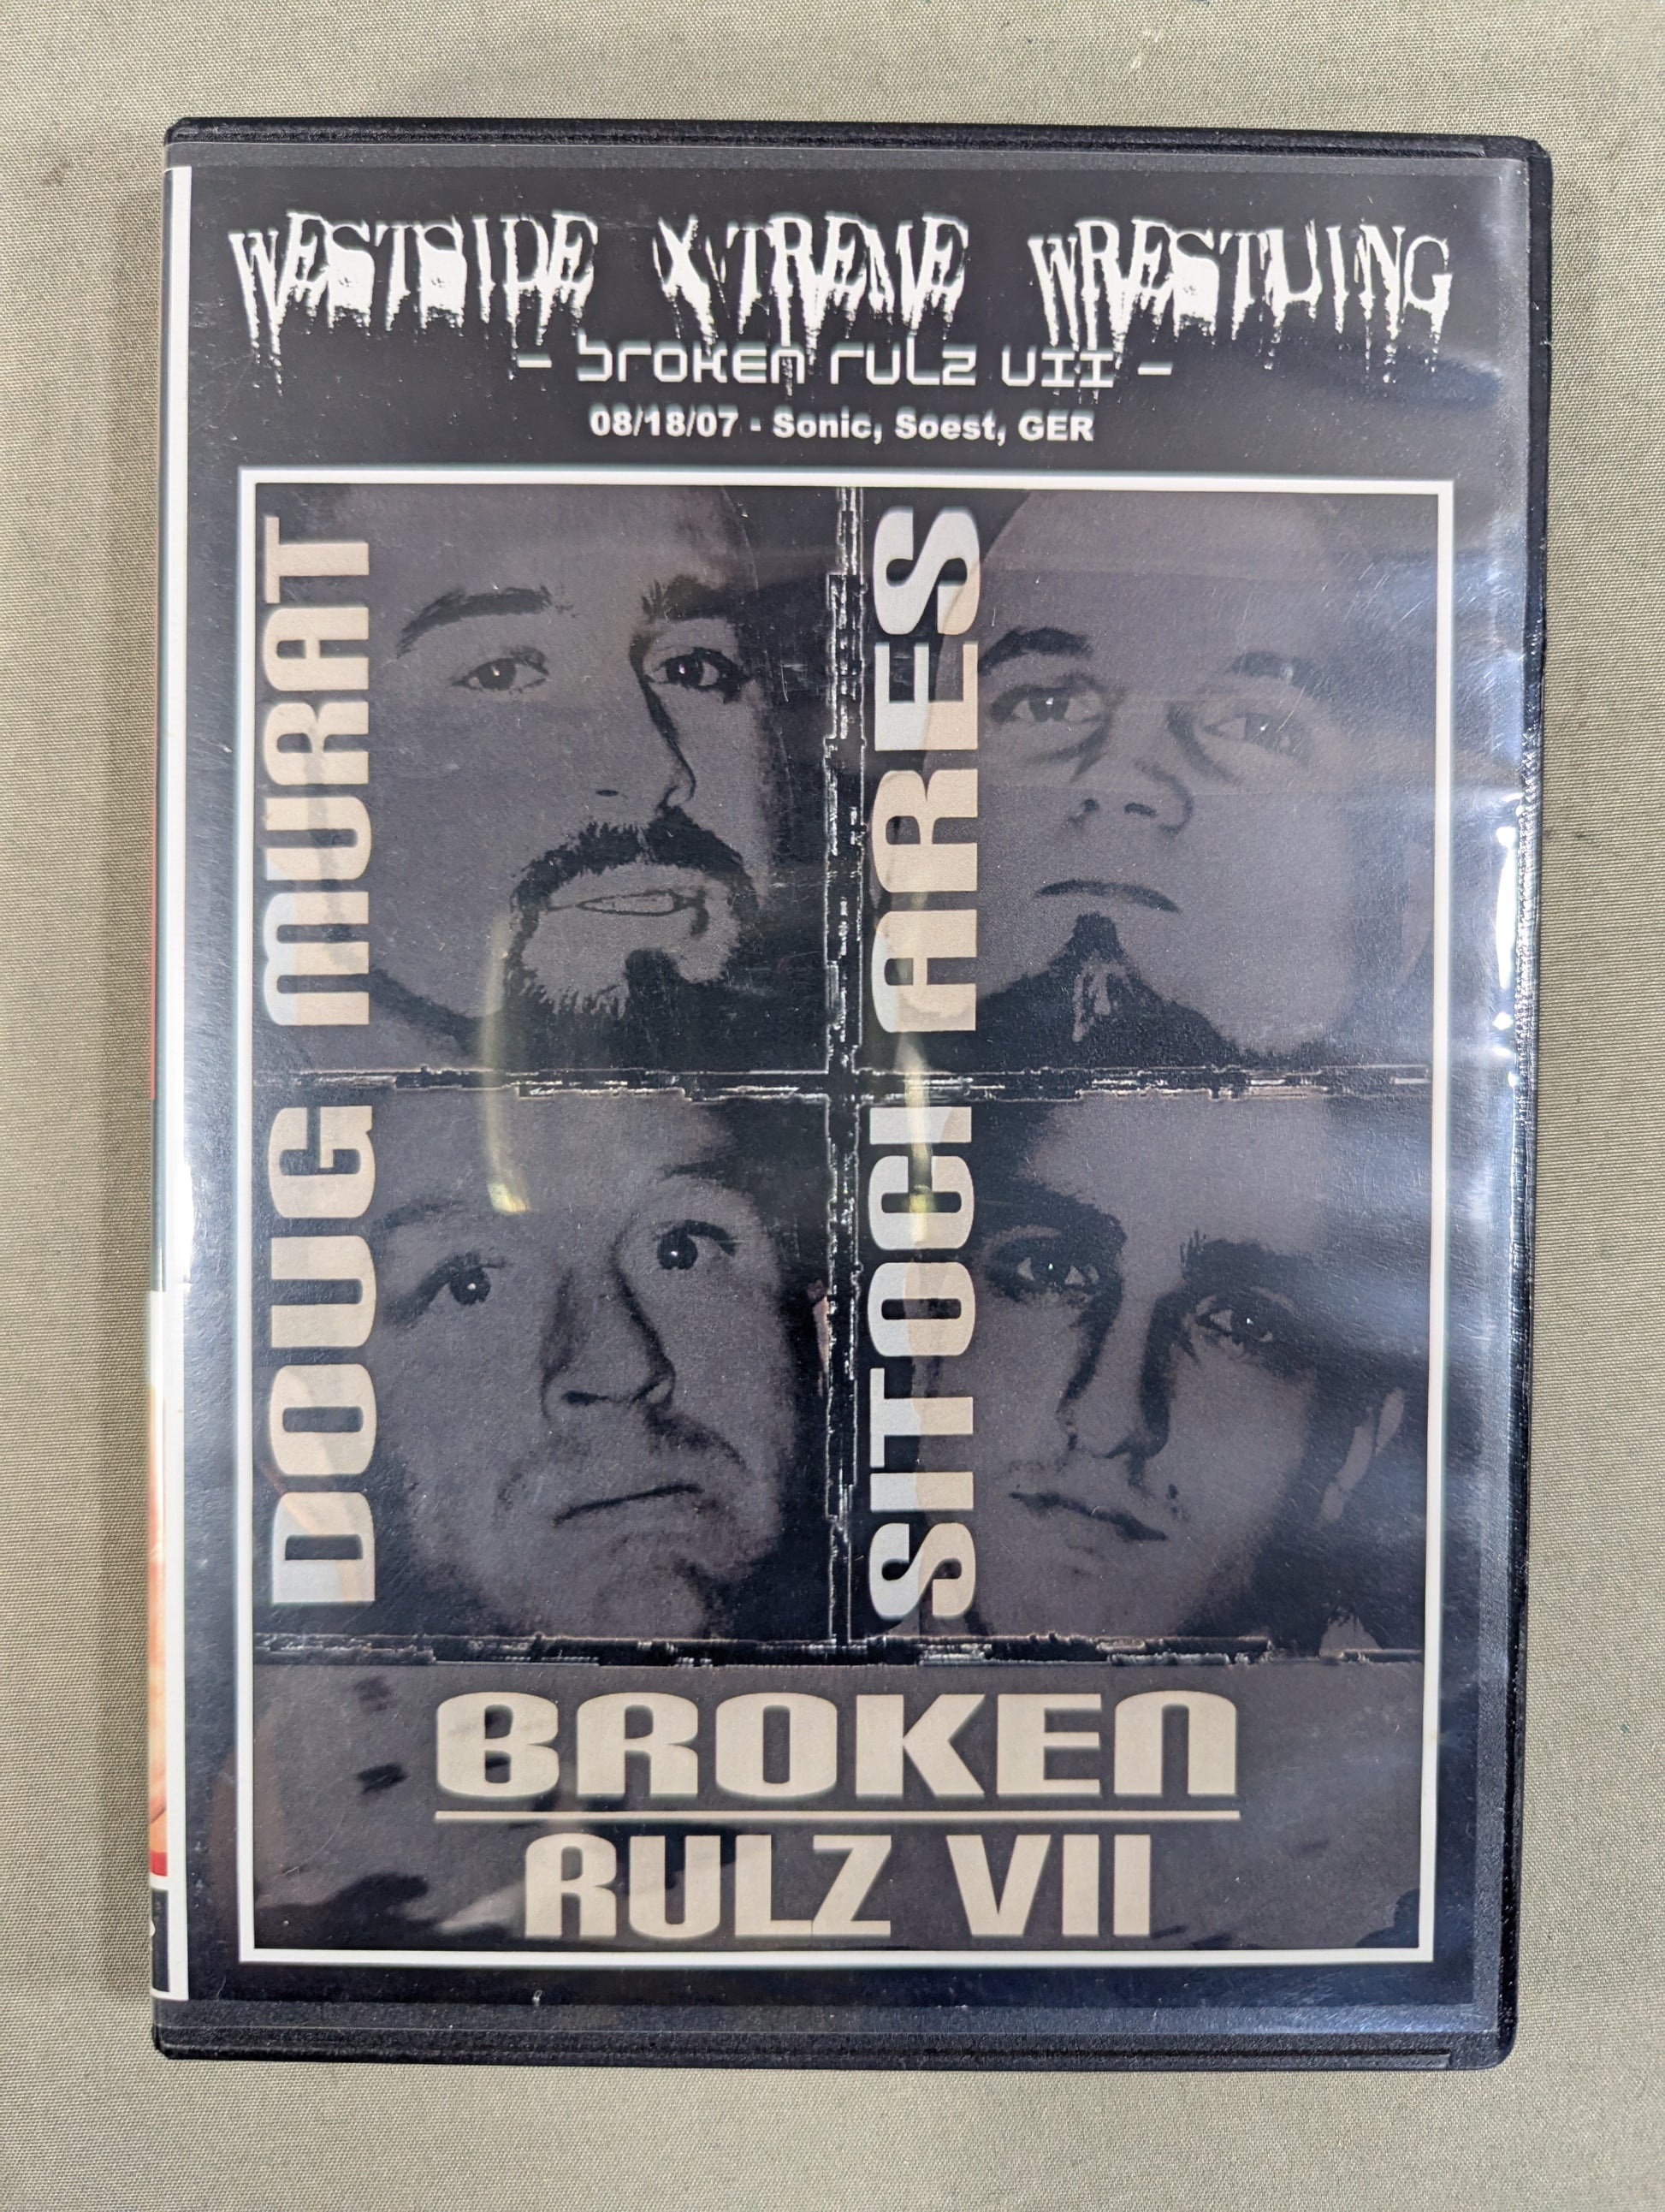 WESTSIDE XTREME WRESTLING
- BROKEN RULZ VII -
08/18/07 - Sonic, Soest, GER
MURAT
ARES
DOUG
SITOCI
BROKEN
RULZ VII